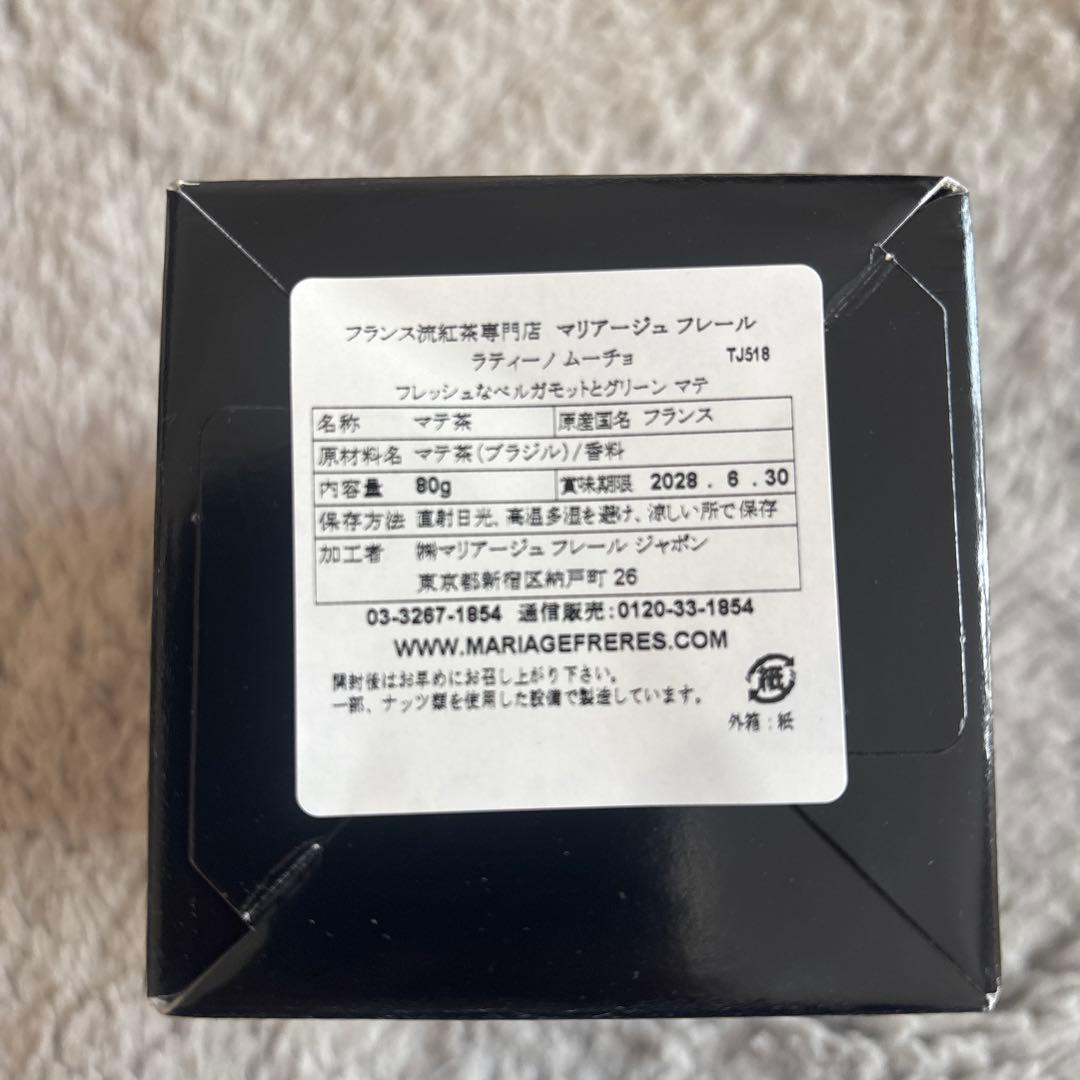 フランス流紅茶専門店 マリアージュ フレール
ラティーノ ムーチョ TJ518
フレッシュなベルガモットとグリーン マテ
名称 マテ茶 原産国名 フランス
原材料名 マテ茶(ブラジル)/香料
内容量 80g 賞味期限 2028 . 6 . 30
保存方法 直射日光、高温多湿を避け、涼しい所で保存
加工者 ㈱マリアージュ フレール ジャポン
東京都新宿区納戸町 26
03-3267-1854 通信販売:0120-33-1854
WWW.MARIAGEFRERES.COM
開封後はお早めにお召し上がり下さい。
一部、ナッツ類を使用した設備で製造しています。
紙
外箱:紙